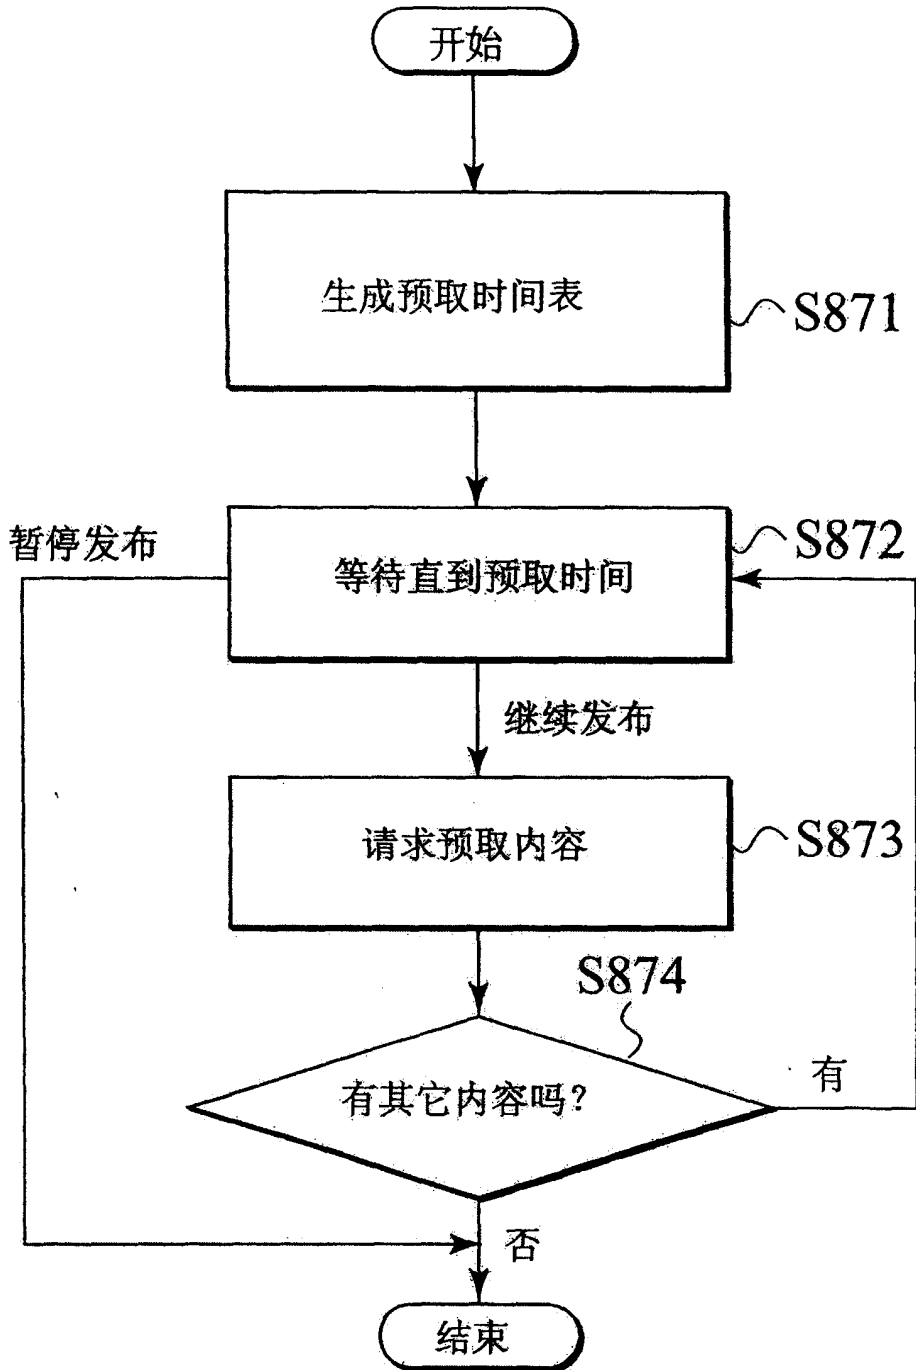 开始
生成预取时间表
S871
暂停发布
S872
等待直到预取时间
继续发布
请求预取内容
S873
S874
有其它内容吗？
有
否
结束